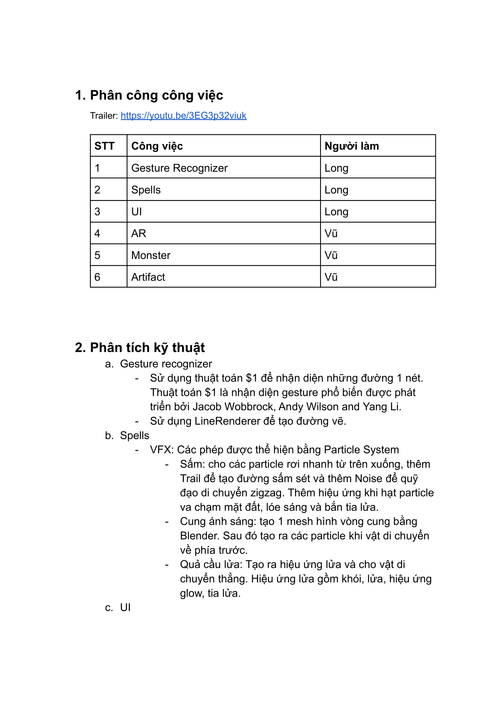 1. Phân công công việc
Trailer: https://youtu.be/3EG3p32viuk
STT Công việc Người làm
1 Gesture Recognizer Long
2 Spells Long
3 UI Long
4 AR Vũ
5 Monster Vũ
6 Artifact Vũ
2. Phân tích kỹ thuật
a. Gesture recognizer
- Sử dụng thuật toán $1 để nhận diện những đường 1 nét.
Thuật toán $1 là nhận diện gesture phổ biến được phát
triển bởi Jacob Wobbrock, Andy Wilson and Yang Li.
- Sử dụng LineRenderer để tạo đường vẽ.
b. Spells
- VFX: Các phép được thể hiện bằng Particle System
- Sấm: cho các particle rơi nhanh từ trên xuống, thêm
Trail để tạo đường sấm sét và thêm Noise để quỹ
đạo di chuyển zigzag. Thêm hiệu ứng khi hạt particle
va chạm mặt đất, lóe sáng và bắn tia lửa.
- Cung ánh sáng: tạo 1 mesh hình vòng cung bằng
Blender. Sau đó tạo ra các particle khi vật di chuyển
về phía trước.
- Quả cầu lửa: Tạo ra hiệu ứng lửa và cho vật di
chuyển thẳng. Hiệu ứng lửa gồm khói, lửa, hiệu ứng
glow, tia lửa.
c. UI